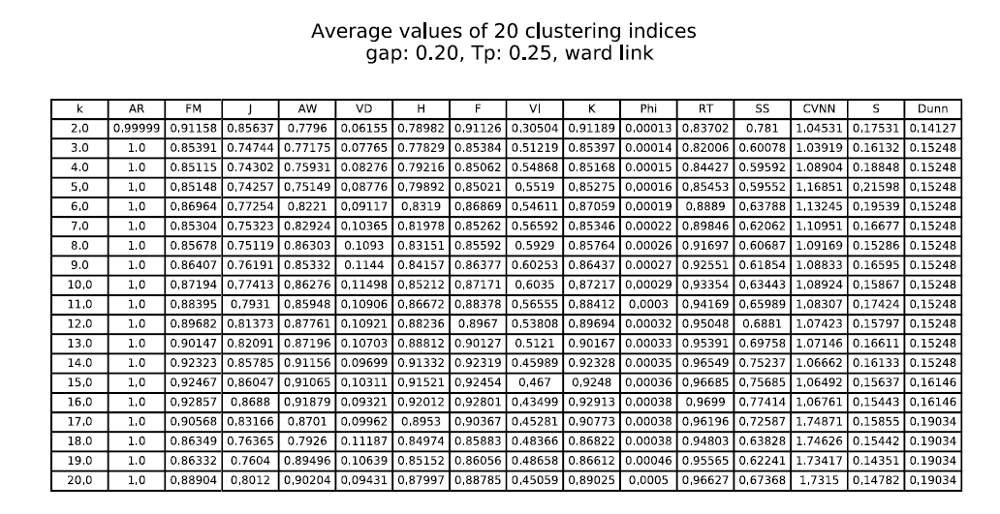 Average values of 20 clustering indices
gap: 0.20, Tp: 0.25, ward link
k AR FM J AW VD H F VI K Phi RT SS CVNN S Dunn
2.0 0.99999 0.91158 0.85637 0.7796 0.06155 0.78982 0.91126 0.30504 0.91189 0.00013 0.83702 0.781 1.04531 0.17531 0.14127
3.0 1.0 0.85391 0.74744 0.77175 0.07765 0.77829 0.85384 0.51219 0.85397 0.00014 0.82006 0.60078 1.03919 0.16132 0.15248
4.0 1.0 0.85115 0.74302 0.75931 0.08276 0.79216 0.85062 0.54868 0.85168 0.00015 0.84427 0.59592 1.08904 0.18848 0.15248
5.0 1.0 0.85148 0.74257 0.75149 0.08776 0.79892 0.85021 0.5519 0.85275 0.00016 0.85453 0.59552 1.16851 0.21598 0.15248
6.0 1.0 0.86964 0.77254 0.8221 0.09117 0.8319 0.86869 0.54611 0.87059 0.00019 0.8889 0.63788 1.13245 0.19539 0.15248
7.0 1.0 0.85304 0.75323 0.82924 0.10365 0.81978 0.85262 0.56592 0.85346 0.00022 0.89846 0.62062 1.10951 0.16677 0.15248
8.0 1.0 0.85678 0.75119 0.86303 0.1093 0.83151 0.85592 0.5929 0.85764 0.00026 0.91697 0.60687 1.09169 0.15286 0.15248
9.0 1.0 0.86407 0.76191 0.85332 0.1144 0.84157 0.86377 0.60253 0.86437 0.00027 0.92551 0.61854 1.08833 0.16595 0.15248
10.0 1.0 0.87194 0.77413 0.86276 0.11498 0.85212 0.87171 0.6035 0.87217 0.00029 0.93354 0.63443 1.08924 0.15867 0.15248
11.0 1.0 0.88395 0.7931 0.85948 0.10906 0.86672 0.88378 0.56555 0.88412 0.0003 0.94169 0.65989 1.08307 0.17424 0.15248
12.0 1.0 0.89682 0.81373 0.87761 0.10921 0.88236 0.8967 0.53808 0.89694 0.00032 0.95048 0.6881 1.07423 0.15797 0.15248
13.0 1.0 0.90147 0.82091 0.87196 0.10703 0.88812 0.90127 0.5121 0.90167 0.00033 0.95391 0.69758 1.07146 0.16611 0.15248
14.0 1.0 0.92323 0.85785 0.91156 0.09699 0.91332 0.92319 0.45989 0.92328 0.00035 0.96549 0.75237 1.06662 0.16133 0.15248
15.0 1.0 0.92467 0.86047 0.91065 0.10311 0.91521 0.92454 0.467 0.9248 0.00036 0.96685 0.75685 1.06492 0.15637 0.16146
16.0 1.0 0.92857 0.8688 0.91879 0.09321 0.92012 0.92801 0.43499 0.92913 0.00038 0.9699 0.77414 1.06761 0.15443 0.16146
17.0 1.0 0.90568 0.83166 0.8701 0.09962 0.8953 0.90367 0.45281 0.90773 0.00038 0.96196 0.72587 1.74871 0.15855 0.19034
18.0 1.0 0.86349 0.76365 0.7926 0.11187 0.84974 0.85883 0.48366 0.86822 0.00038 0.94803 0.63828 1.74626 0.15442 0.19034
19.0 1.0 0.86332 0.7604 0.89496 0.10639 0.85152 0.86056 0.48658 0.86612 0.00046 0.95565 0.62241 1.73417 0.14351 0.19034
20.0 1.0 0.88904 0.8012 0.90204 0.09431 0.87997 0.88785 0.45059 0.89025 0.0005 0.96627 0.67368 1.7315 0.14782 0.19034